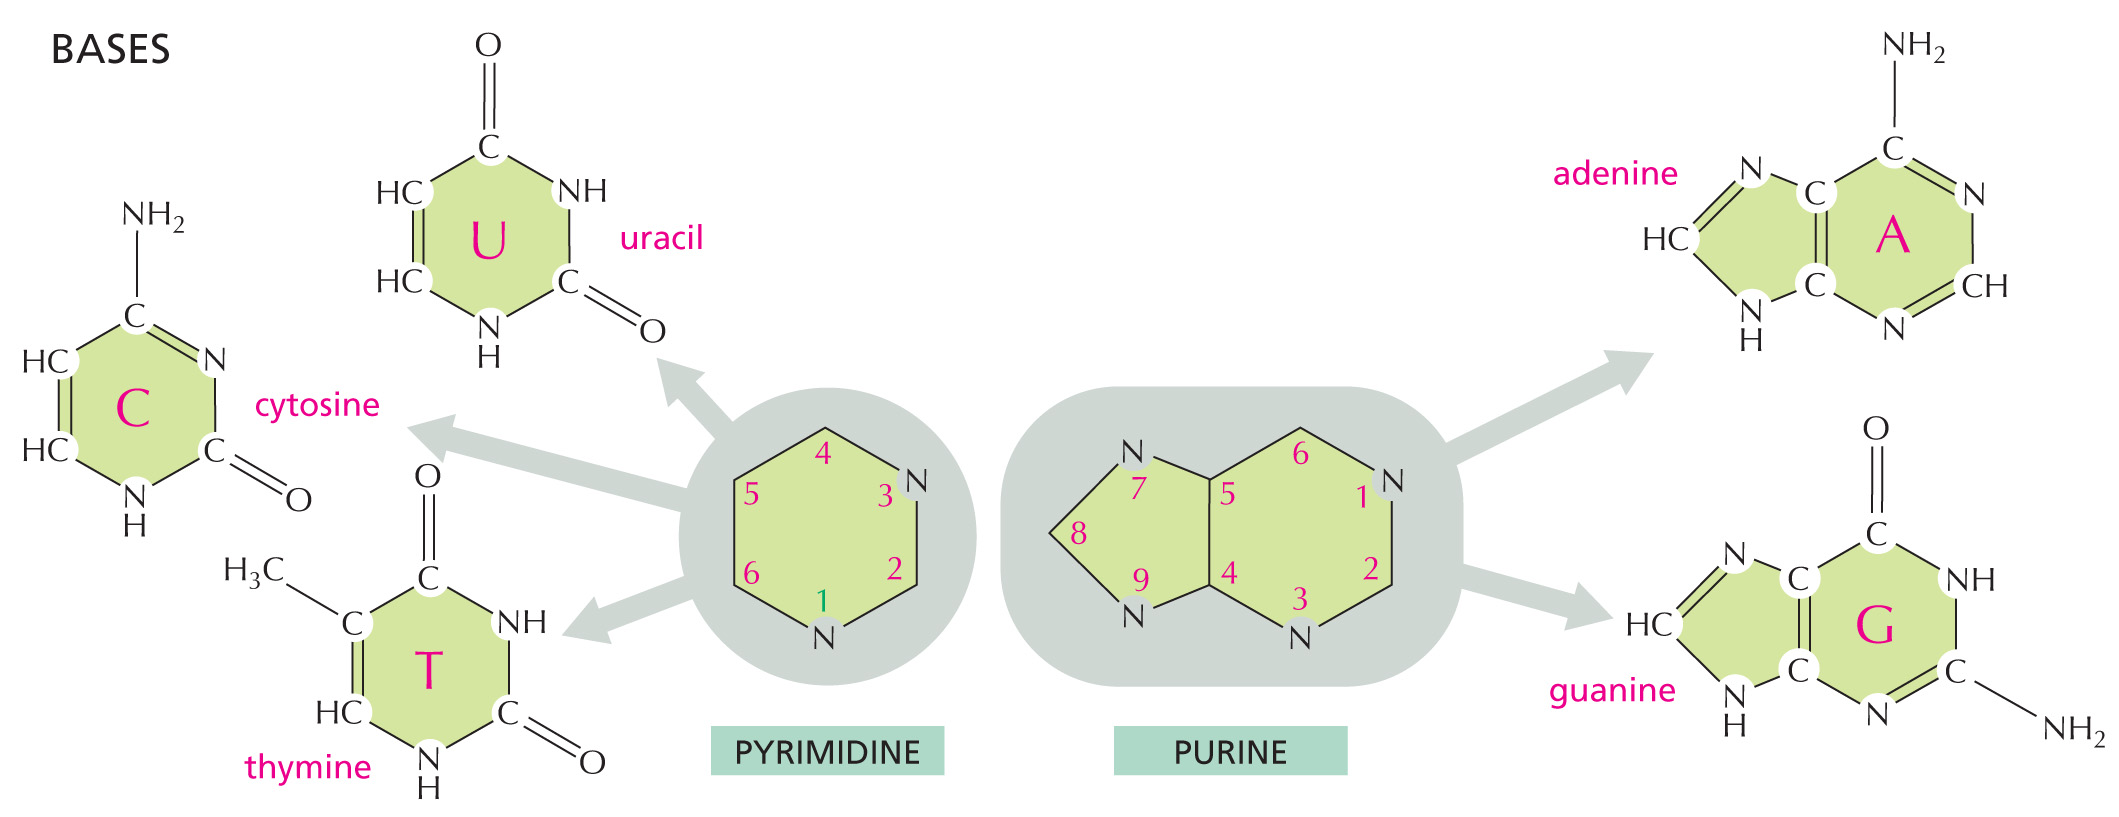 BASES
O
C
HC
NH
U
uracil
HC
C
N
H
O
NH2
C
HC
N
C
cytosine
HC
C
N
H
O
O
H3C
C
C
NH
T
HC
C
thymine
N
H
O
4
5
N
3
6
2
1
N
PYRIMIDINE
N
7
6
5
N
1
8
9
4
2
N
3
N
PURINE
NH2
adenine
N
C
C
N
HC
A
C
CH
N
H
N
O
N
C
C
NH
HC
G
guanine
C
C
N
H
N
NH2